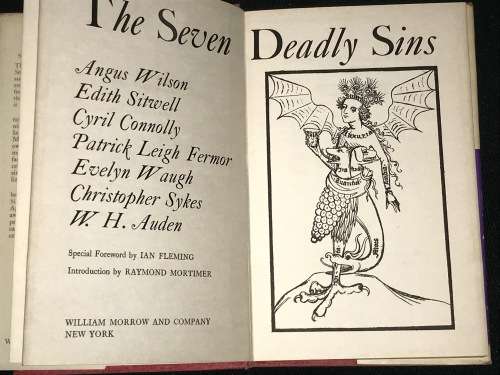 The Seven Deadly Sins
Angus Wilson
Edith Sitwell
Cyril Connolly
Patrick Leigh Fermor
Evelyn Waugh
Christopher Sykes
W. H. Auden
Special Foreword by IAN FLEMING
Introduction by RAYMOND MORTIMER
WILLIAM MORROW AND COMPANY
NEW YORK